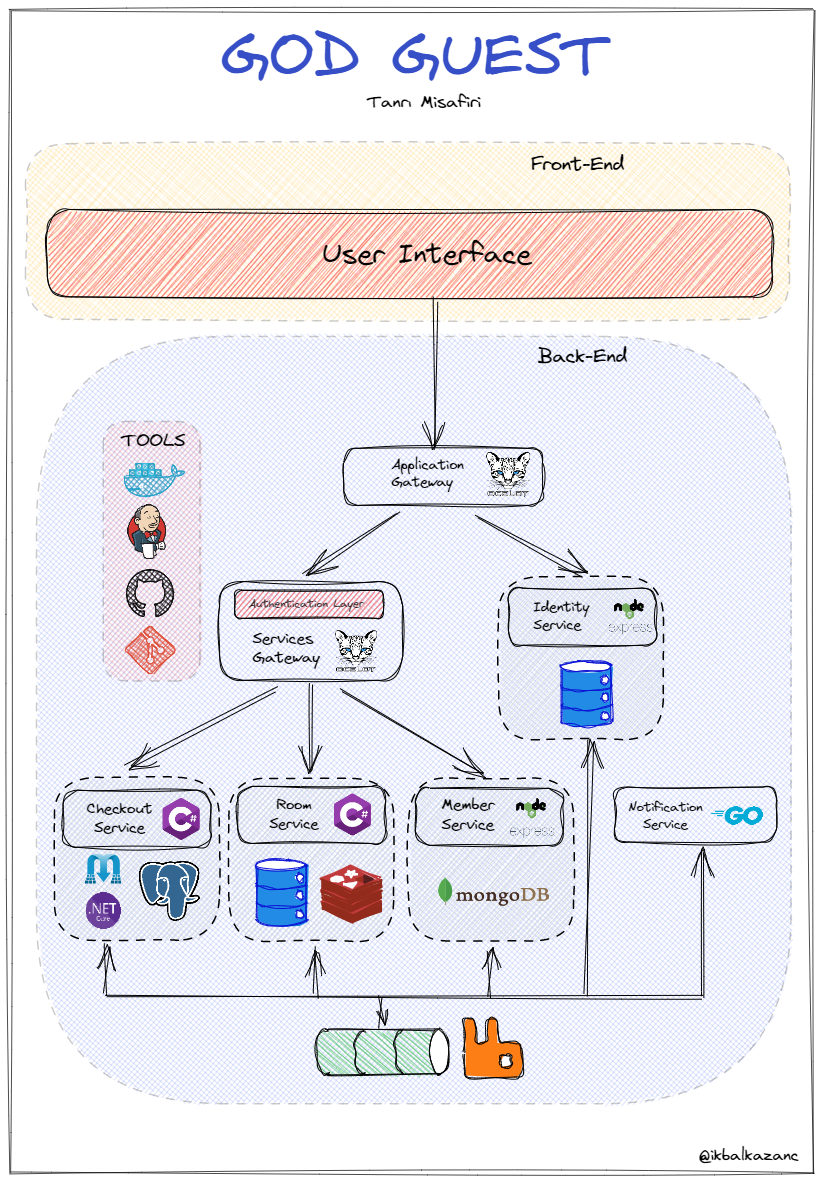 GOD GUEST
Tanrı Misafiri
Front-End
User Interface
Back-End
TOOLS
Application
Gateway
OCELOT
Authentication Layer
Services
Gateway
OCELOT
Identity
Service
node
express
Checkout
Service
C#
.NET
Core
Room
Service
C#
Member
Service
node
express
mongoDB
Notification
Service
GO
@ikbalkazanc